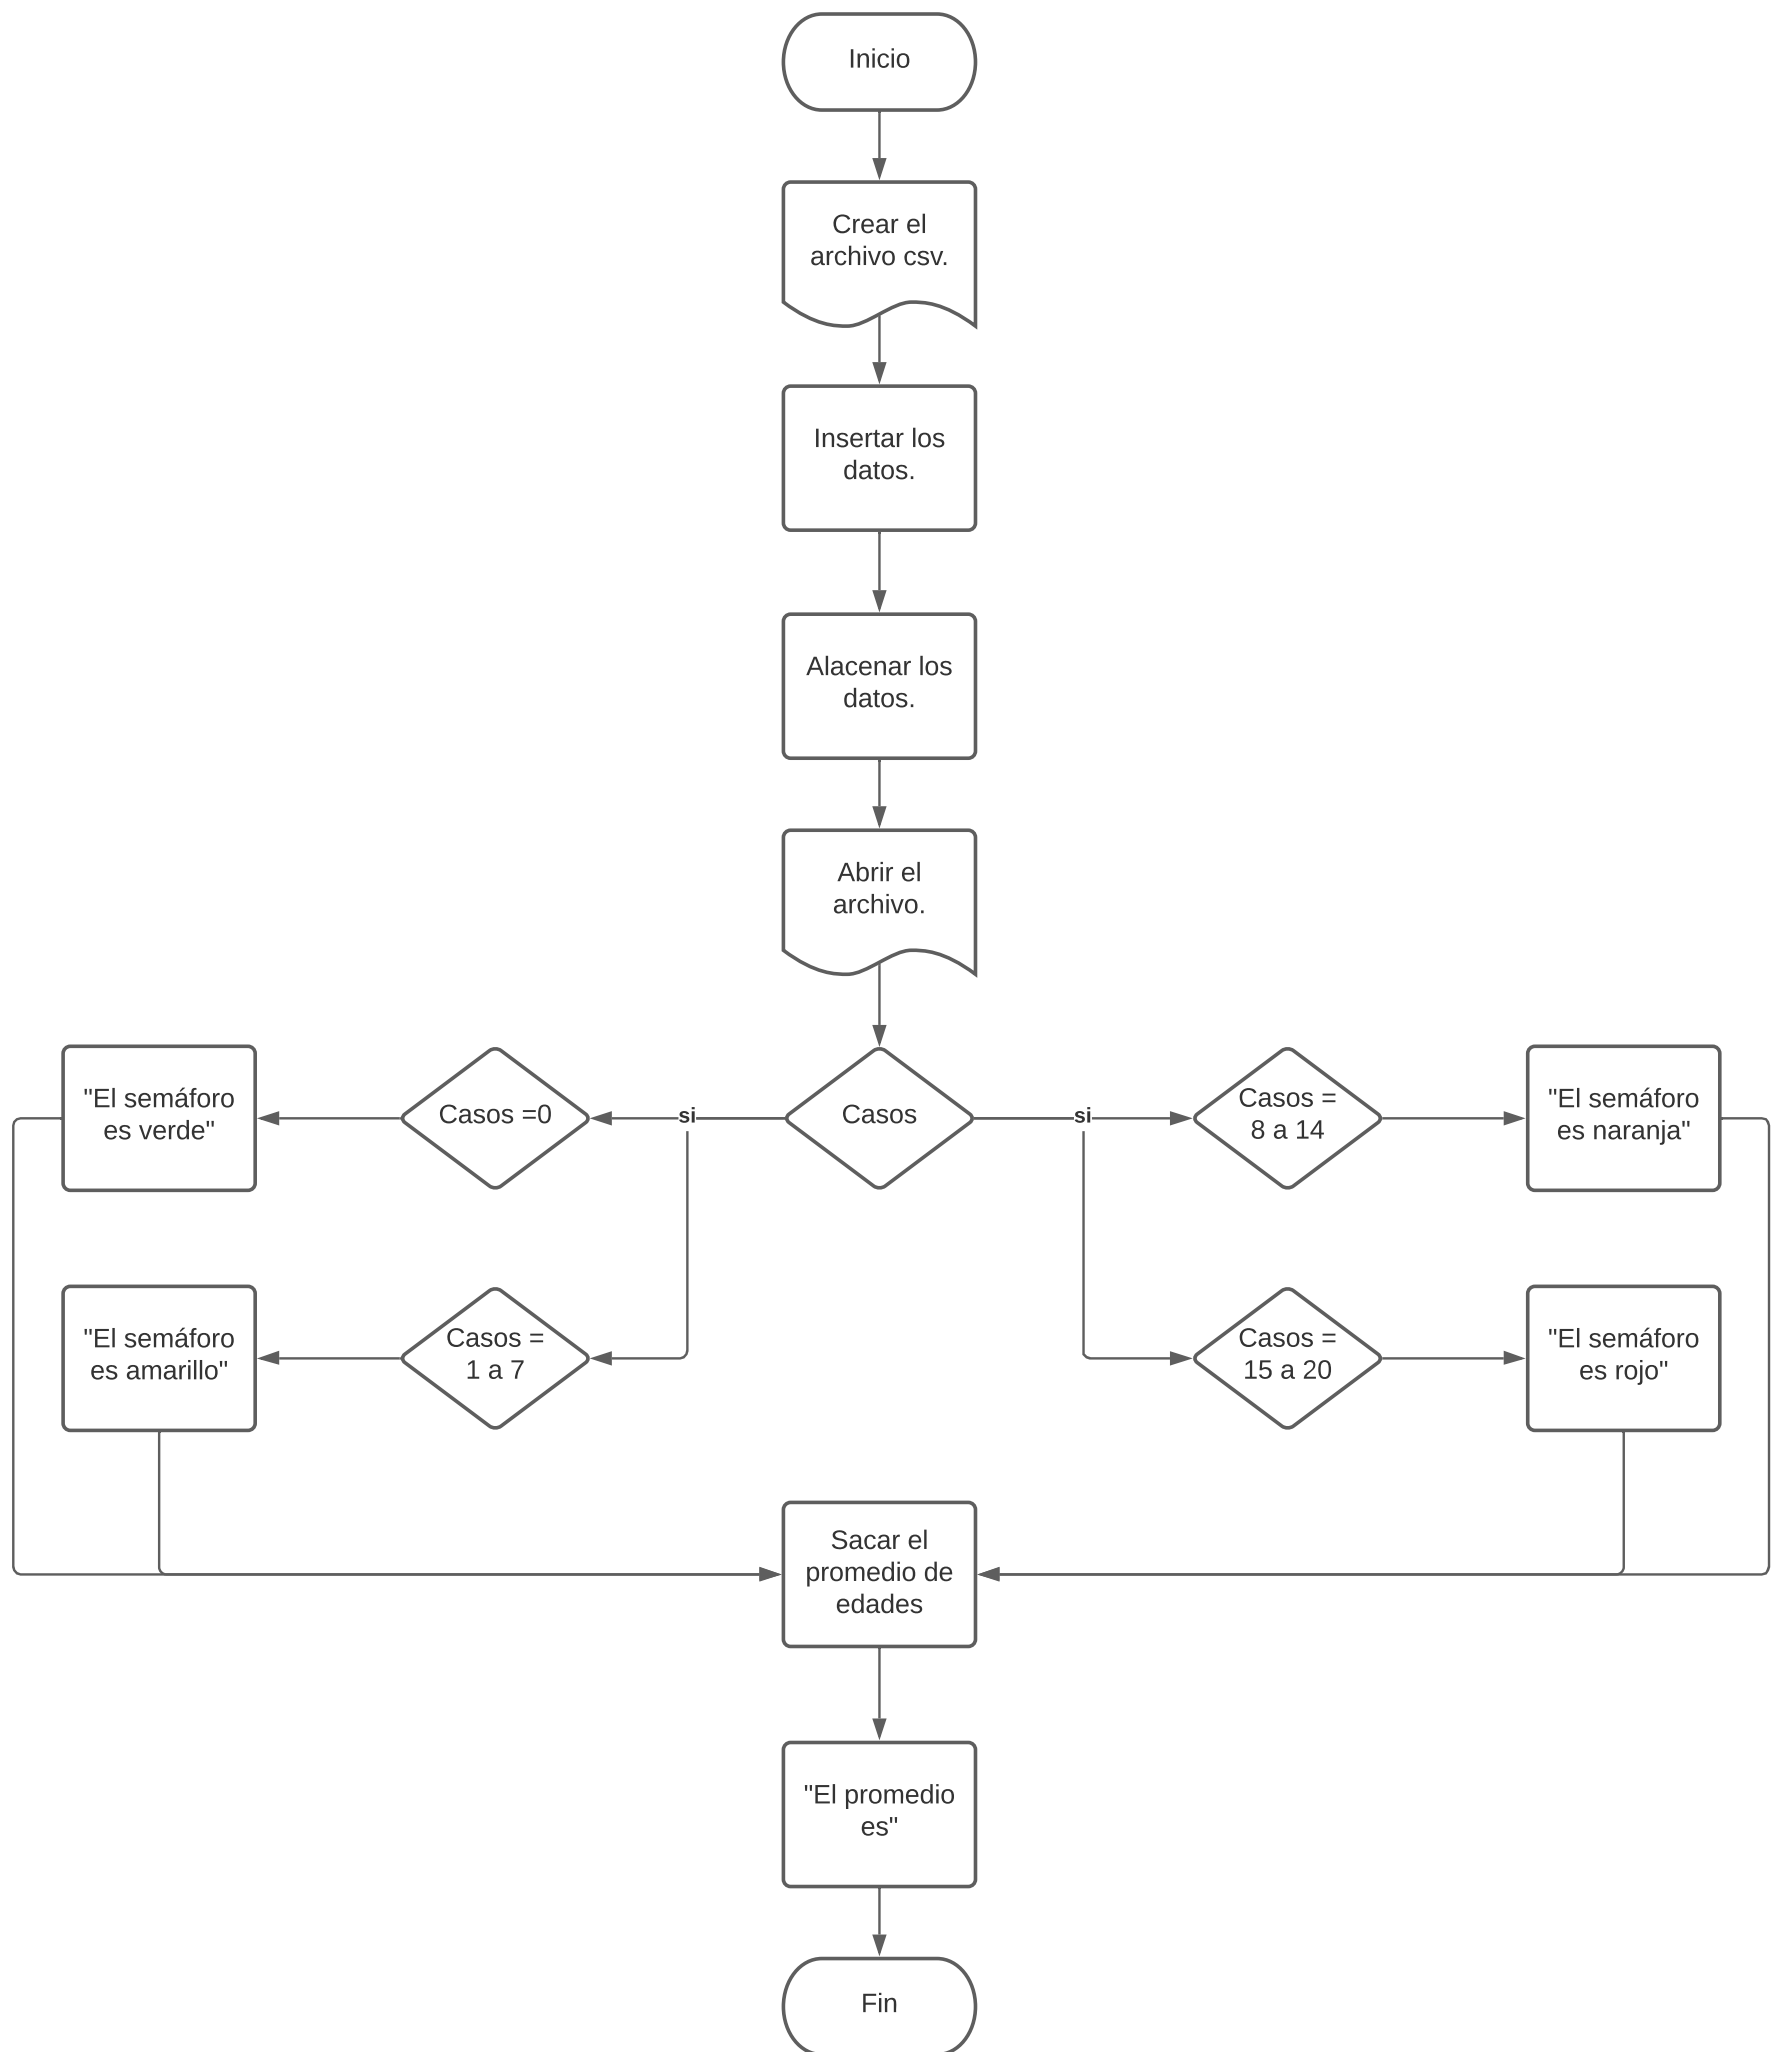 Inicio
Crear el
archivo csv.
Insertar los
datos.
Alacenar los
datos.
Abrir el
archivo.
"El semáforo
es verde"
Casos =0
si
Casos
si
Casos =
8 a 14
"El semáforo
es naranja"
"El semáforo
es amarillo"
Casos =
1 a 7
Casos =
15 a 20
"El semáforo
es rojo"
Sacar el
promedio de
edades
"El promedio
es"
Fin